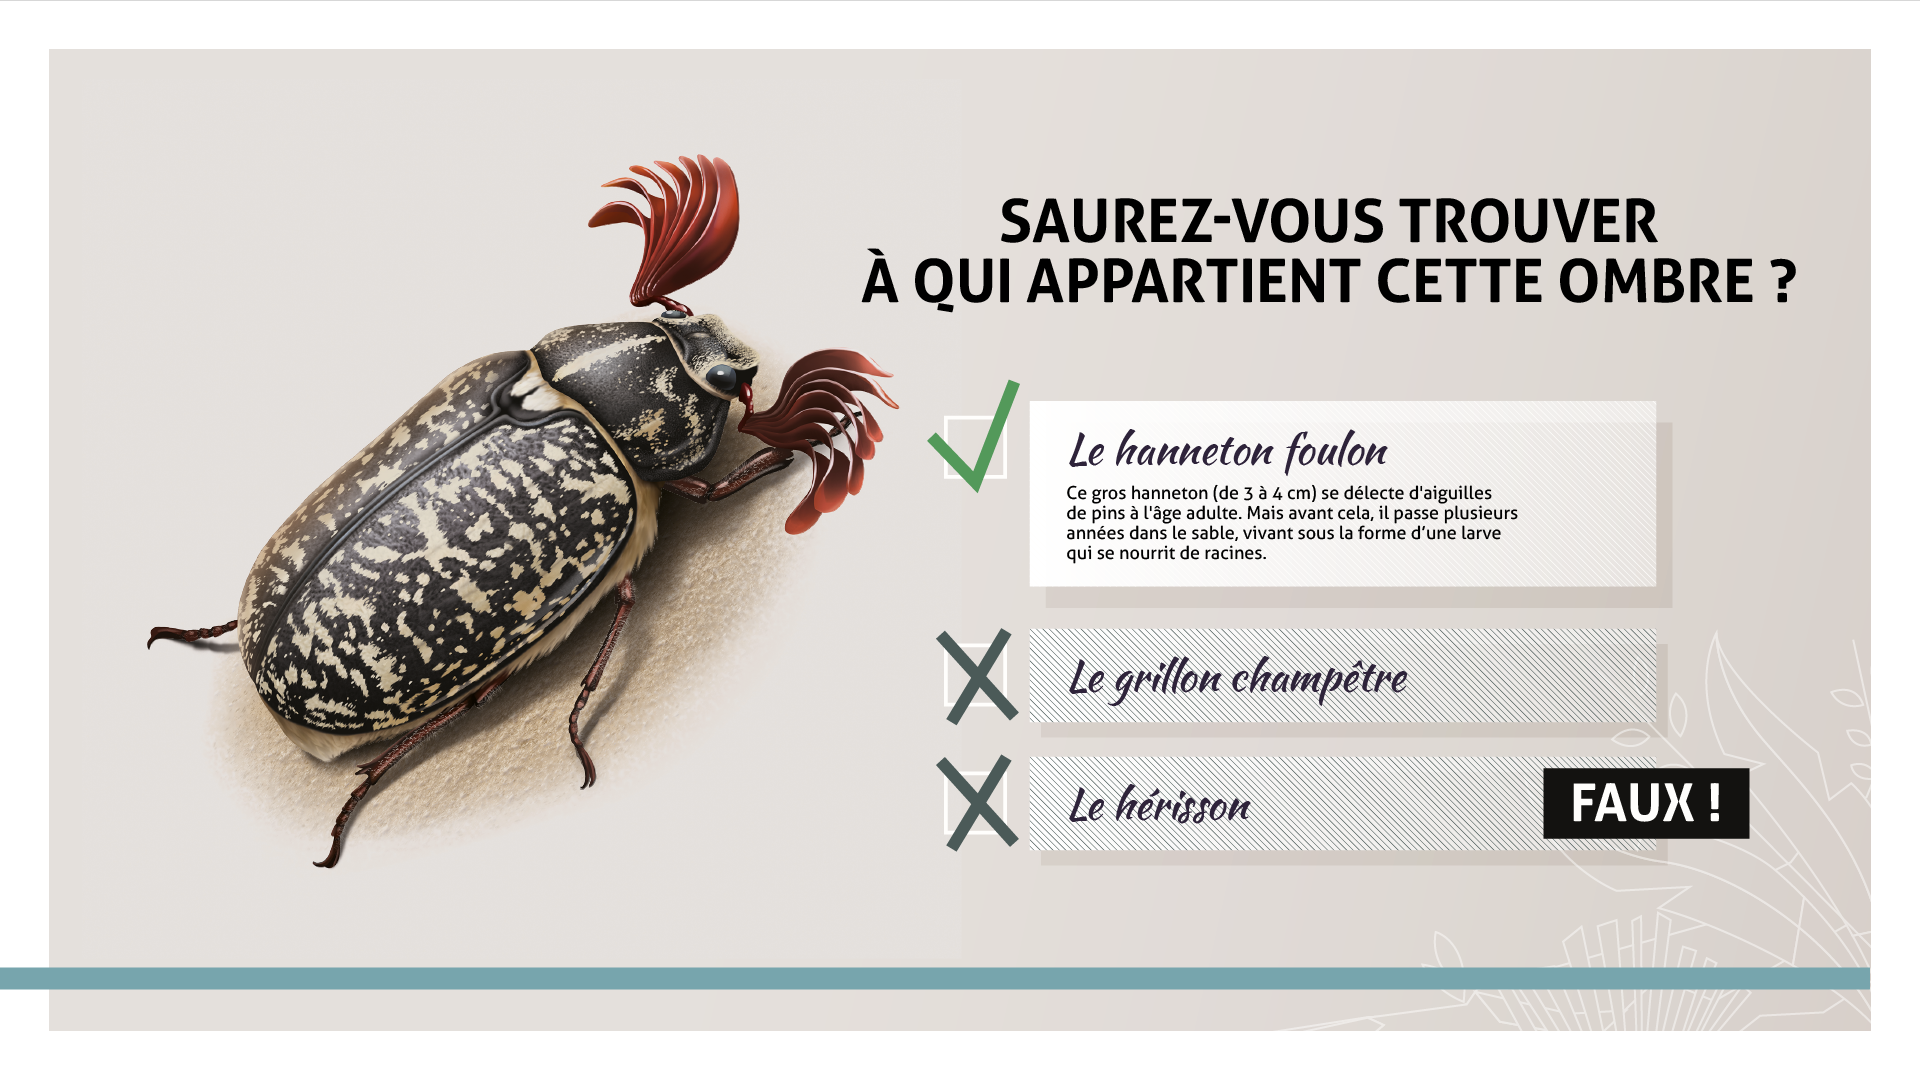 SAUREZ-VOUS TROUVER
À QUI APPARTIENT CETTE OMBRE ?
Le hanneton foulon
Ce gros hanneton (de 3 à 4 cm) se délecte d'aiguilles
de pins à l'âge adulte. Mais avant cela, il passe plusieurs
années dans le sable, vivant sous la forme d’une larve
qui se nourrit de racines.
Le grillon champêtre
Le hérisson
FAUX !